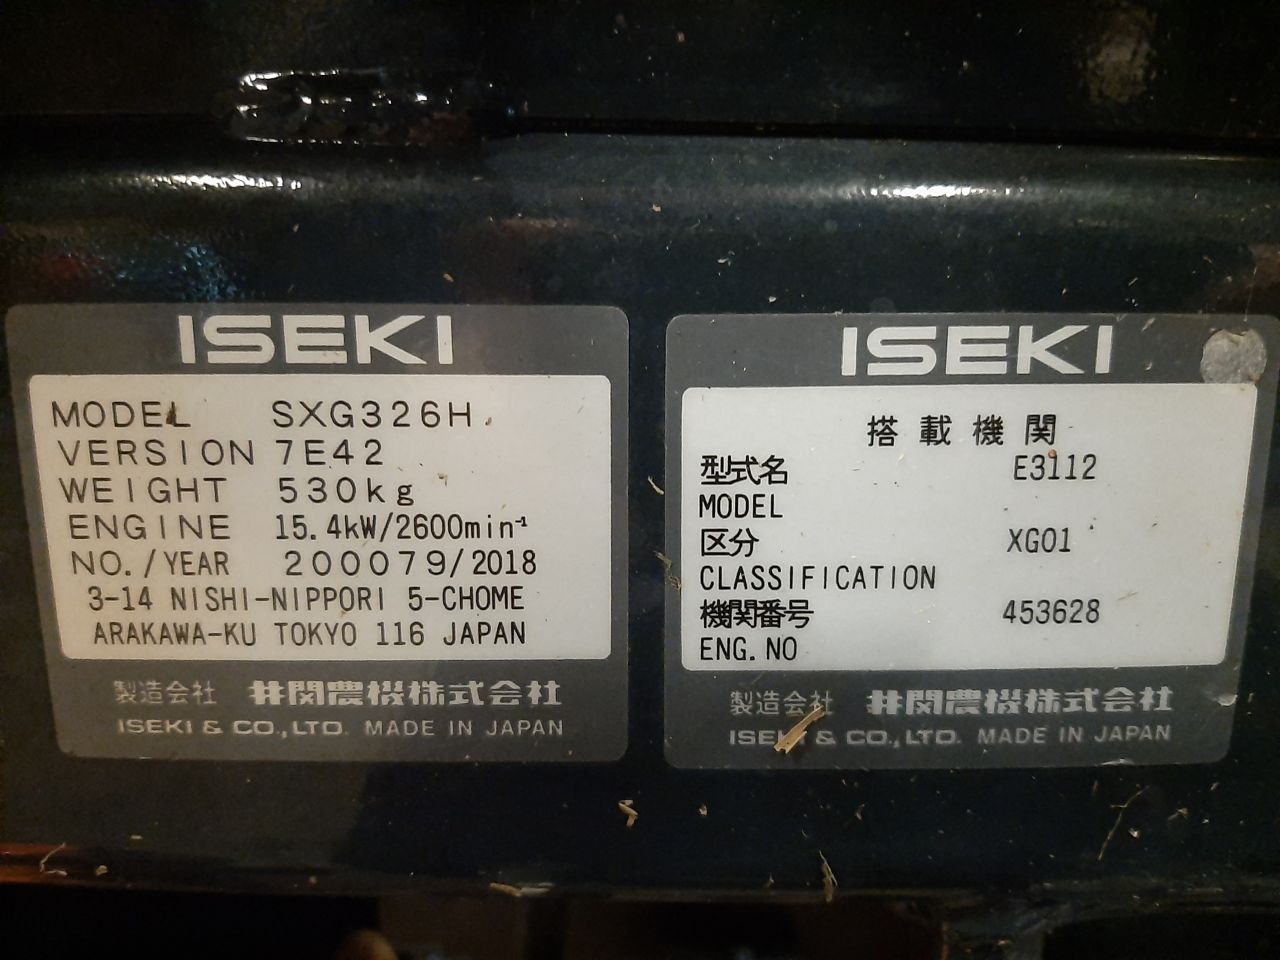 ISEKI
MODEL SXG326H
VERSION 7E42
WEIGHT 530kg
ENGINE 15.4kW/2600min⁻¹
NO./YEAR 200079/2018
3-14 NISHI-NIPPORI 5-CHOME
ARAKAWA-KU TOKYO 116 JAPAN
製造会社 井関農機株式会社
ISEKI & CO.,LTD. MADE IN JAPAN
ISEKI
搭載機関
型式名 E3112
MODEL
区分 XG01
CLASSIFICATION
機関番号 453628
ENG.NO
製造会社 井関農機株式会社
ISEKI & CO.,LTD. MADE IN JAPAN